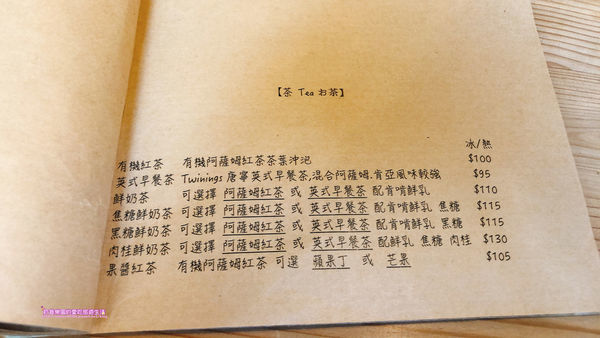 【茶 Tea お茶】
冰/熱
有機紅茶 有機阿薩姆紅茶茶葉沖泡 $100
英式早餐茶 Twinings 唐寧英式早餐茶,混合阿薩姆.肯亞風味較強 $95
鮮奶茶 可選擇 阿薩姆紅茶 或 英式早餐茶 配肯啃鮮乳 $110
焦糖鮮奶茶 可選擇 阿薩姆紅茶 或 英式早餐茶 配肯啃鮮乳 焦糖 $115
黑糖鮮奶茶 可選擇 阿薩姆紅茶 或 英式早餐茶 配肯啃鮮乳 黑糖 $115
肉桂鮮奶茶 可選擇 阿薩姆紅茶 或 英式早餐茶 配鮮乳 焦糖 肉桂 $130
果醬紅茶 有機阿薩姆紅茶 可選 蘋果丁 或 芒果 $105